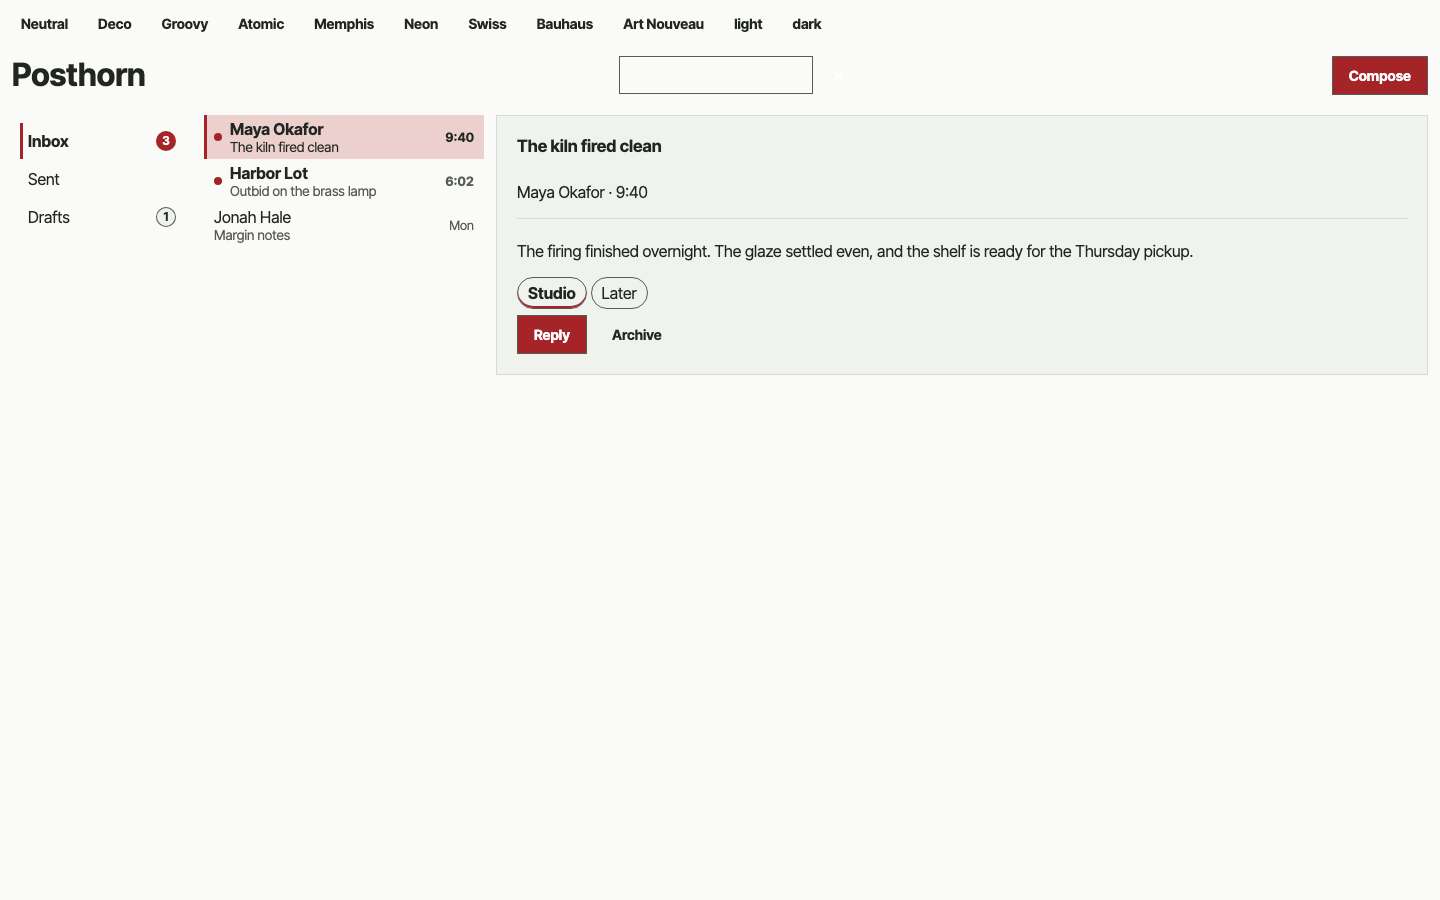 Neutral Deco Groovy Atomic Memphis Neon Swiss Bauhaus Art Nouveau light dark
Posthorn
Compose
Inbox 3
Sent
Drafts 1
Maya Okafor 9:40
The kiln fired clean
Harbor Lot 6:02
Outbid on the brass lamp
Jonah Hale Mon
Margin notes
The kiln fired clean
Maya Okafor · 9:40
The firing finished overnight. The glaze settled even, and the shelf is ready for the Thursday pickup.
Studio Later
Reply Archive